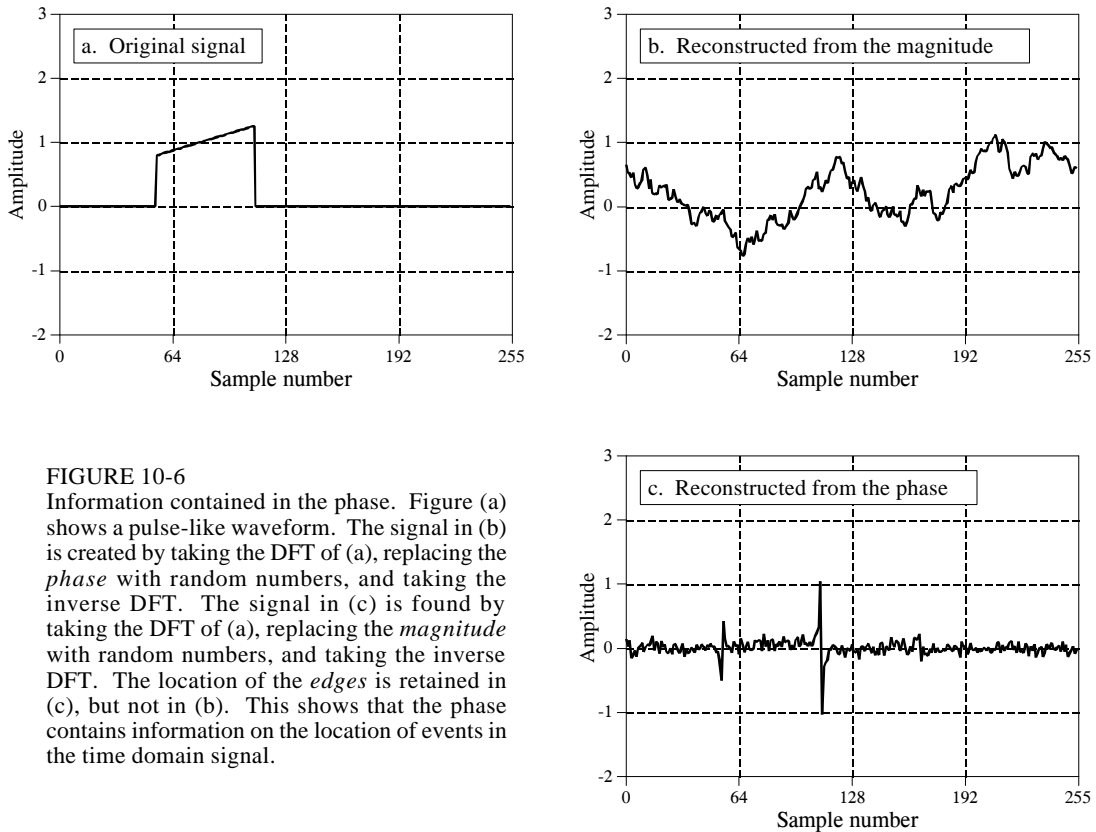 a. Original signal
3
2
1
0
-1
-2
Amplitude
0 64 128 192 255
Sample number
b. Reconstructed from the magnitude
3
2
1
0
-1
-2
Amplitude
0 64 128 192 255
Sample number
FIGURE 10-6
Information contained in the phase. Figure (a)
shows a pulse-like waveform. The signal in (b)
is created by taking the DFT of (a), replacing the
phase with random numbers, and taking the
inverse DFT. The signal in (c) is found by
taking the DFT of (a), replacing the magnitude
with random numbers, and taking the inverse
DFT. The location of the edges is retained in
(c), but not in (b). This shows that the phase
contains information on the location of events in
the time domain signal.
c. Reconstructed from the phase
3
2
1
0
-1
-2
Amplitude
0 64 128 192 255
Sample number